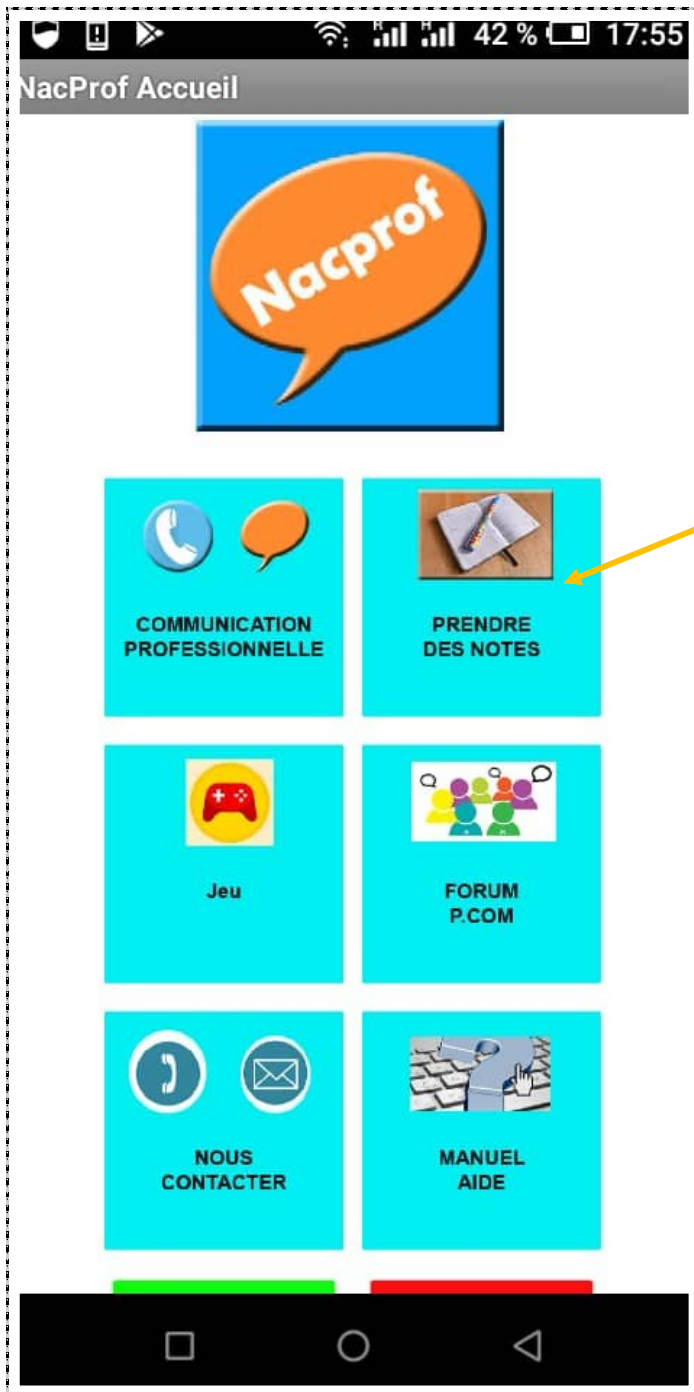 42 % 17:55
NacProf Accueil
Nacprof
COMMUNICATION
PROFESSIONNELLE
PRENDRE
DES NOTES
Jeu
FORUM
P.COM
NOUS
CONTACTER
MANUEL
AIDE